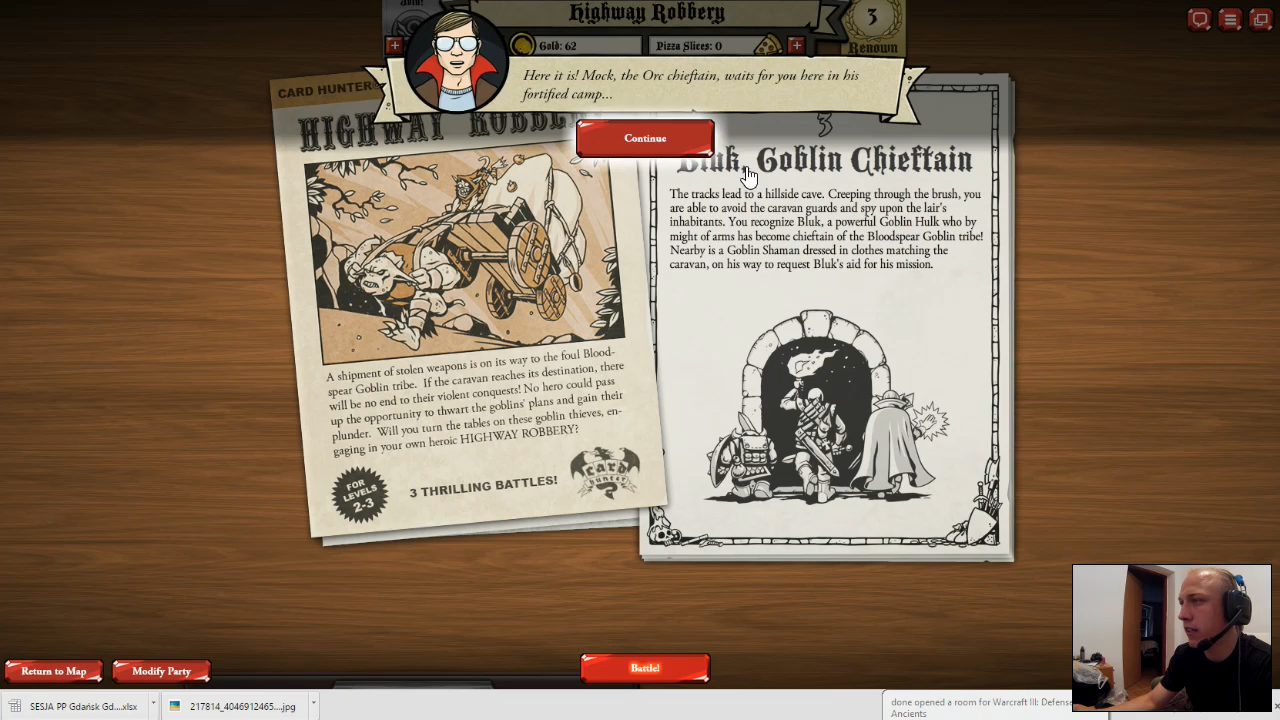 Highway Robbery
3
Renown
Gold: 62
Pizza Slices: 0
Here it is! Mock, the Orc chieftain, waits for you here in his
fortified camp...
Continue
CARD HUNTER
HIGHWAY ROBBE
A shipment of stolen weapons is on its way to the foul Blood-
spear Goblin tribe. If the caravan reaches its destination, there
will be no end to their violent conquests! No hero could pass
up the opportunity to thwart the goblins' plans and gain their
plunder. Will you turn the tables on these goblin thieves, en-
gaging in your own heroic HIGHWAY ROBBERY?
FOR
LEVELS
2-3
3 THRILLING BATTLES!
card
hunter
3
Bluk, Goblin Chieftain
The tracks lead to a hillside cave. Creeping through the brush, you
are able to avoid the caravan guards and spy upon the lair's
inhabitants. You recognize Bluk, a powerful Goblin Hulk who by
might of arms has become chieftain of the Bloodspear Goblin tribe!
Nearby is a Goblin Shaman dressed in clothes matching the
caravan, on his way to request Bluk's aid for his mission.
Return to Map
Modify Party
Battle!
SESJA PP Gdańsk Gd....xlsx
217814_4046912465....jpg
done opened a room for Warcraft III: Defense
Ancients